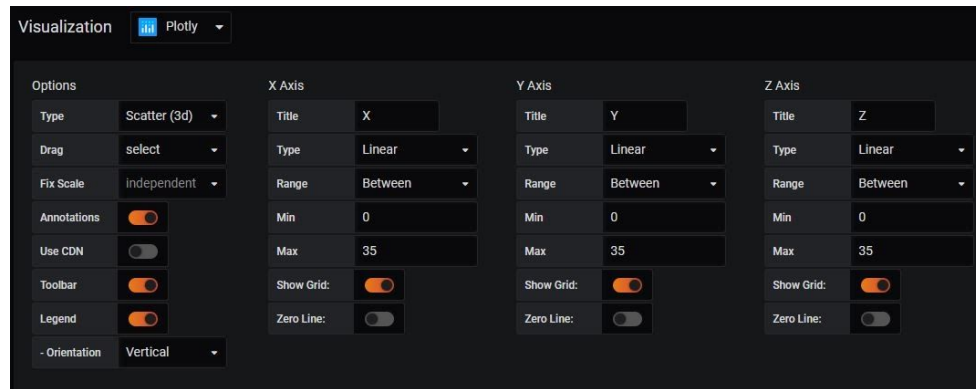 Visualization Plotly
Options X Axis Y Axis Z Axis
Type Scatter (3d) Title X Title Y Title Z
Drag select Type Linear Type Linear Type Linear
Fix Scale independent Range Between Range Between Range Between
Annotations Min 0 Min 0 Min 0
Use CDN Max 35 Max 35 Max 35
Toolbar Show Grid: Show Grid: Show Grid:
Legend Zero Line: Zero Line: Zero Line:
- Orientation Vertical